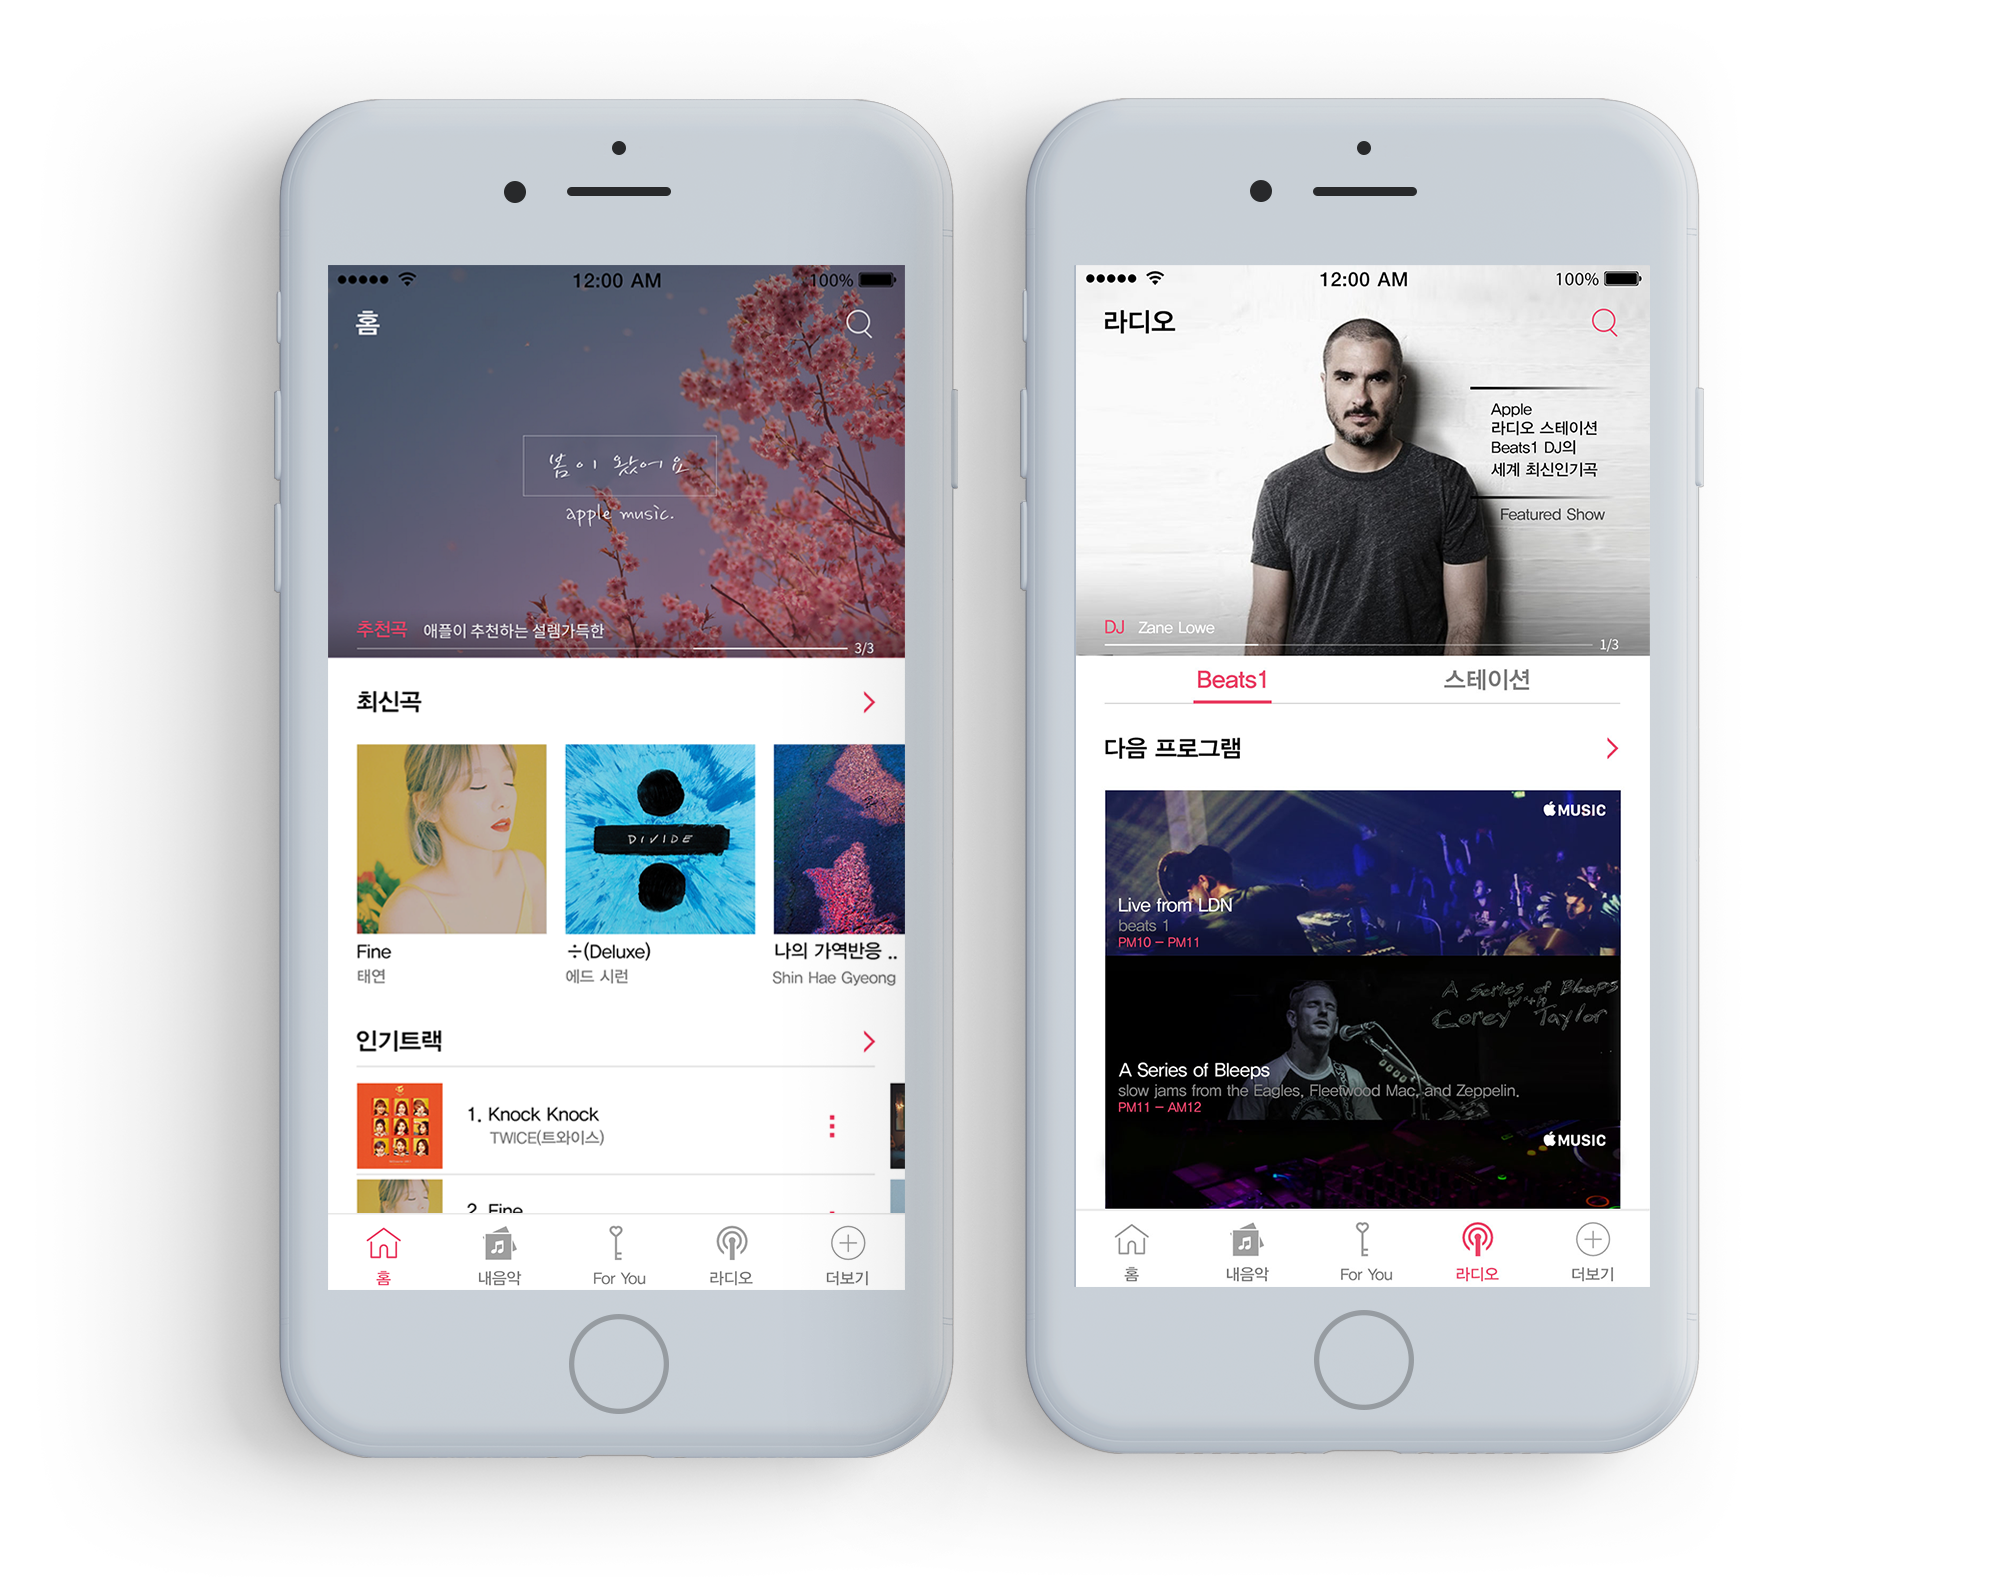 12:00 AM
100%
홈
봄이 왔어요
apple music.
추천곡 애플이 추천하는 설렘가득한
3/3
최신곡
DIVIDE
Fine
태연
÷(Deluxe)
에드 시런
나의 가역반응 ..
Shin Hae Gyeong
인기트랙
1. Knock Knock
TWICE(트와이스)
2. Fine
홈
내음악
For You
라디오
더보기
12:00 AM
100%
라디오
Apple
라디오 스테이션
Beats1 DJ의
세계 최신인기곡
Featured Show
DJ Zane Lowe
1/3
Beats1
스테이션
다음 프로그램
MUSIC
Live from LDN
beats 1
PM10 – PM11
A Series of Bleeps
with
Corey Taylor
A Series of Bleeps
slow jams from the Eagles, Fleetwood Mac, and Zeppelin.
PM11 – AM12
MUSIC
홈
내음악
For You
라디오
더보기